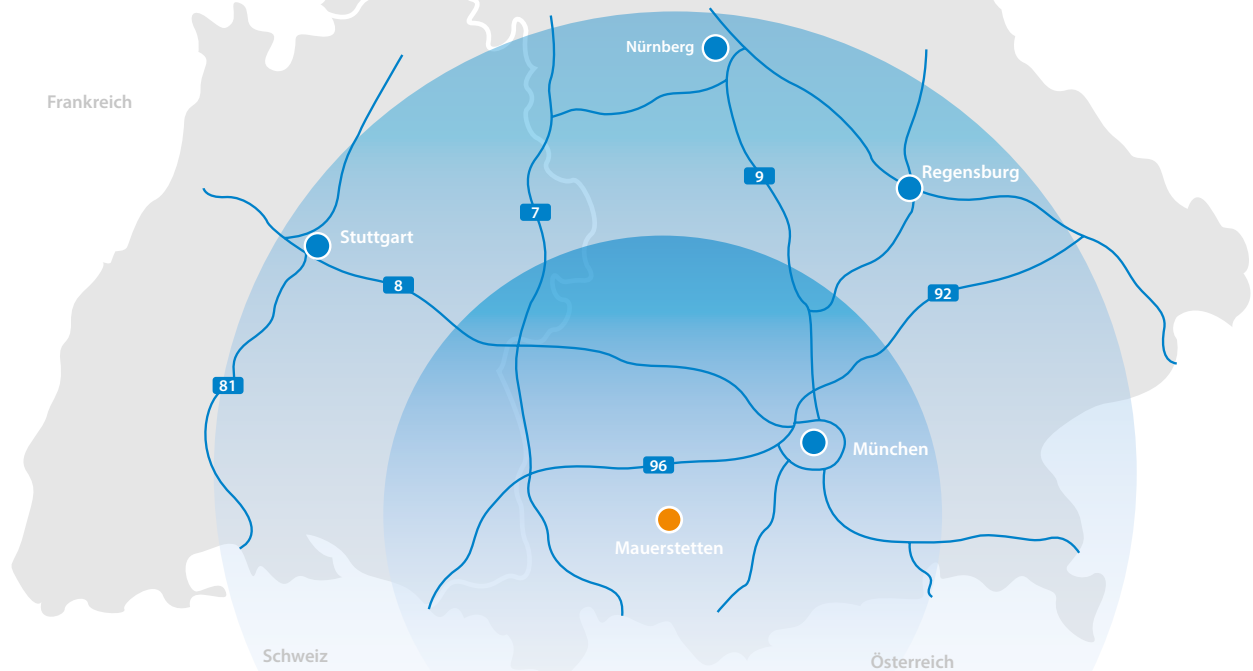 Nürnberg
Frankreich
9
Regensburg
7
Stuttgart
8
92
81
München
96
Mauerstetten
Schweiz
Österreich